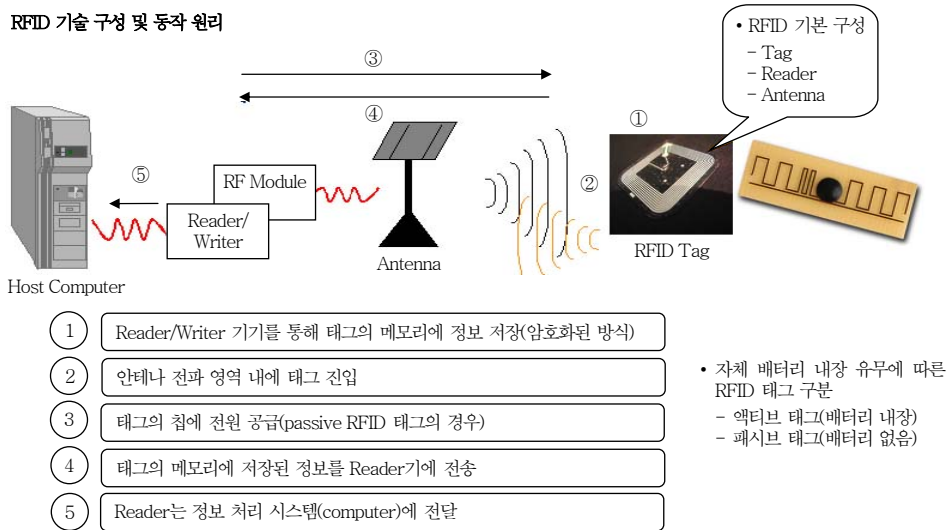 RFID 기술 구성 및 동작 원리
• RFID 기본 구성
- Tag
- Reader
- Antenna
③
④
①
⑤
②
RF Module
Reader/
Writer
Antenna
RFID Tag
Host Computer
1 Reader/Writer 기기를 통해 태그의 메모리에 정보 저장(암호화된 방식)
2 안테나 전파 영역 내에 태그 진입
3 태그의 칩에 전원 공급(passive RFID 태그의 경우)
4 태그의 메모리에 저장된 정보를 Reader기에 전송
5 Reader는 정보 처리 시스템(computer)에 전달
• 자체 배터리 내장 유무에 따른
RFID 태그 구분
- 액티브 태그(배터리 내장)
- 패시브 태그(배터리 없음)